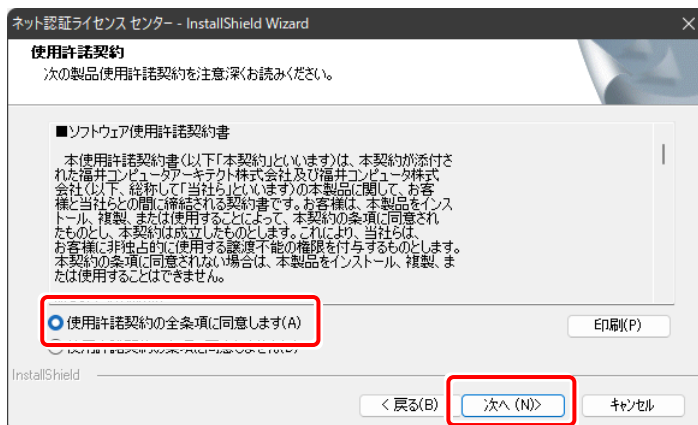 ネット認証ライセンス センター - InstallShield Wizard
使用許諾契約
次の製品使用許諾契約を注意深くお読みください。
■ソフトウェア使用許諾契約書
本使用許諾契約書(以下「本契約」といいます)は、本契約が添付さ
れた福井コンピュータアーキテクト株式会社及び福井コンピュータ株式
会社(以下、総称して「当社ら」といいます)の本製品に関して、お客
様と当社らとの間に締結される契約書です。お客様は、本製品をインス
トール、複製、または使用することによって、本契約の条項に同意され
たものとし、本契約は成立したものとします。これにより、当社らは、
お客様に非独占的に使用する譲渡不能の権限を付与するものとします。
本契約の条項に同意されない場合は、本製品をインストール、複製、ま
たは使用することはできません。
使用許諾契約の全条項に同意します(A)
印刷(P)
InstallShield
< 戻る(B)
次へ (N)>
キャンセル